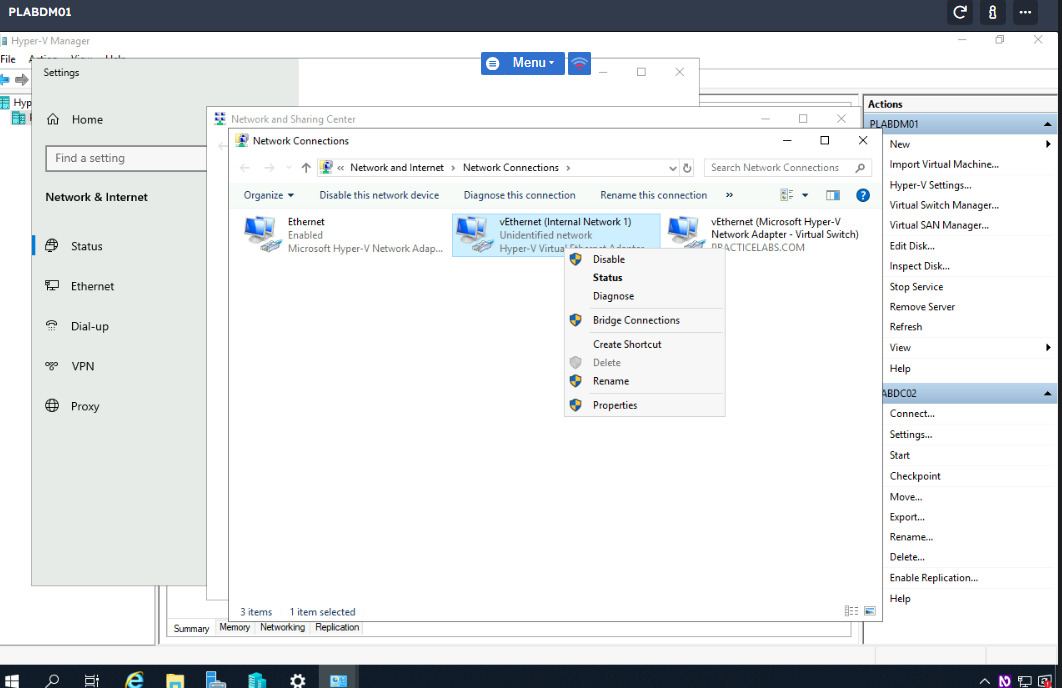 PLABDM01
Hyper-V Manager
File
Settings
Menu
Hyp
Home
Find a setting
Network & Internet
Status
Ethernet
Dial-up
VPN
Proxy
Network and Sharing Center
Network Connections
« Network and Internet › Network Connections ›
Search Network Connections
Organize
Disable this network device
Diagnose this connection
Rename this connection
»
Ethernet
Enabled
Microsoft Hyper-V Network Adap...
vEthernet (Internal Network 1)
Unidentified network
Hyper-V Virtual Ethernet Adapter
vEthernet (Microsoft Hyper-V
Network Adapter - Virtual Switch)
PRACTICELABS.COM
Disable
Status
Diagnose
Bridge Connections
Create Shortcut
Delete
Rename
Properties
3 items
1 item selected
Summary
Memory
Networking
Replication
Actions
PLABDM01
New
Import Virtual Machine...
Hyper-V Settings...
Virtual Switch Manager...
Virtual SAN Manager...
Edit Disk...
Inspect Disk...
Stop Service
Remove Server
Refresh
View
Help
ABDC02
Connect...
Settings...
Start
Checkpoint
Move...
Export...
Rename...
Delete...
Enable Replication...
Help